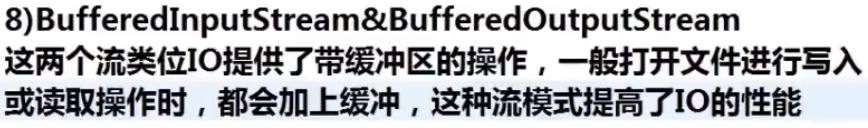 8)BufferedInputStream&BufferedOutputStream
这两个流类位IO提供了带缓冲区的操作，一般打开文件进行写入
或读取操作时，都会加上缓冲，这种流模式提高了IO的性能